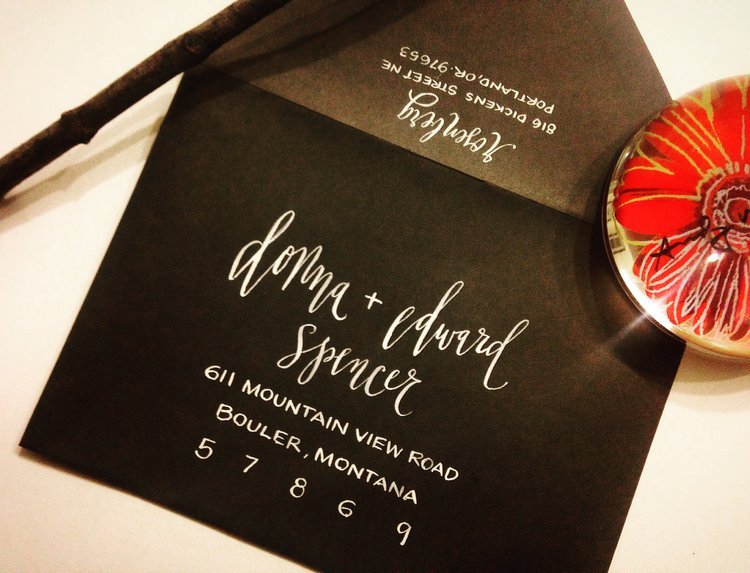 Rosenberg
816 DICKENS STREET NE
PORTLAND, OR. 97653
donna + edward
spencer
611 MOUNTAIN VIEW ROAD
BOULER, MONTANA
5 7 8 6 9